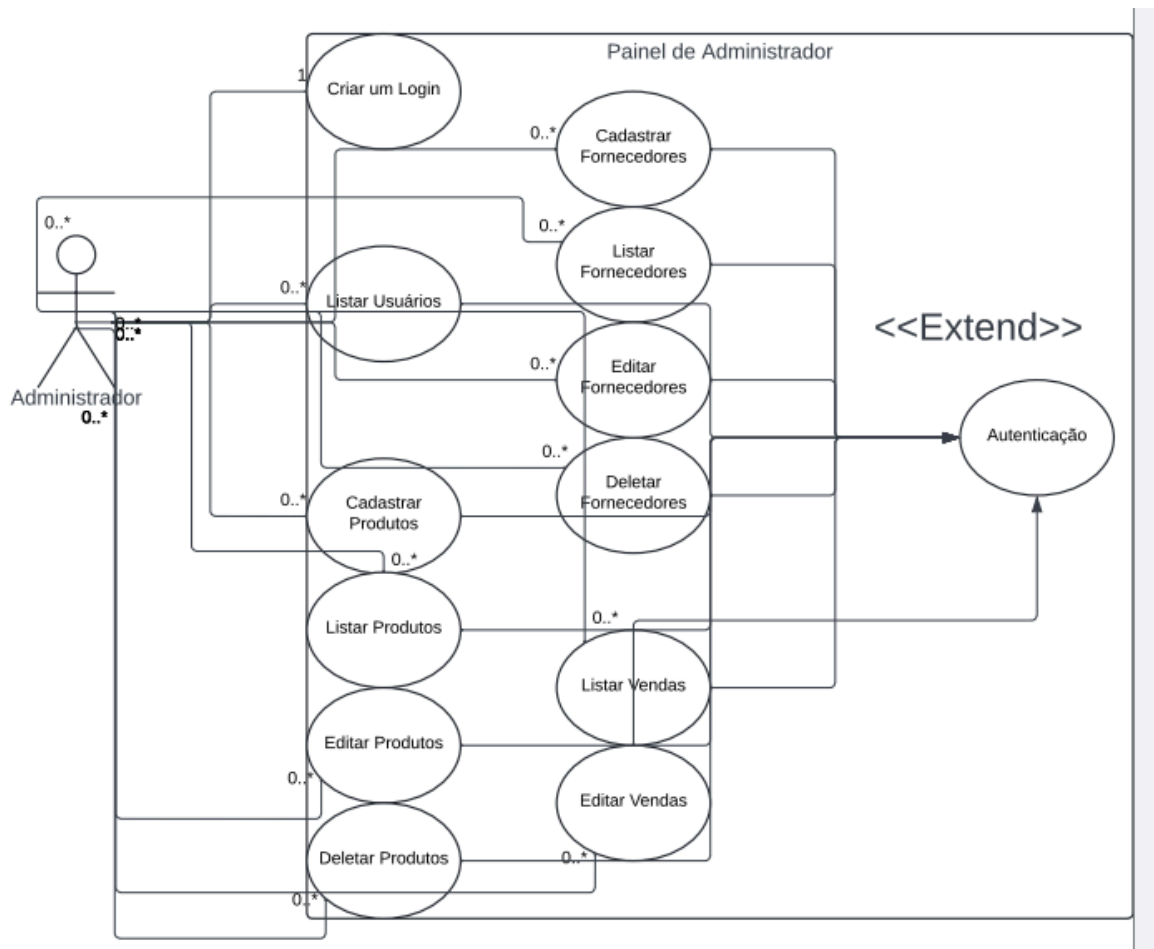 Painel de Administrador
1
Criar um Login
0..*
Cadastrar
Fornecedores
0..*
0..*
Listar
Fornecedores
0..*
Listar Usuários
<<Extend>>
0..*
0..*
0..*
Editar
Fornecedores
Administrador
0..*
Autenticação
0..*
Deletar
Fornecedores
0..*
Cadastrar
Produtos
0..*
0..*
Listar Produtos
Listar Vendas
Editar Produtos
0..*
Editar Vendas
Deletar Produtos
0..*
0..*